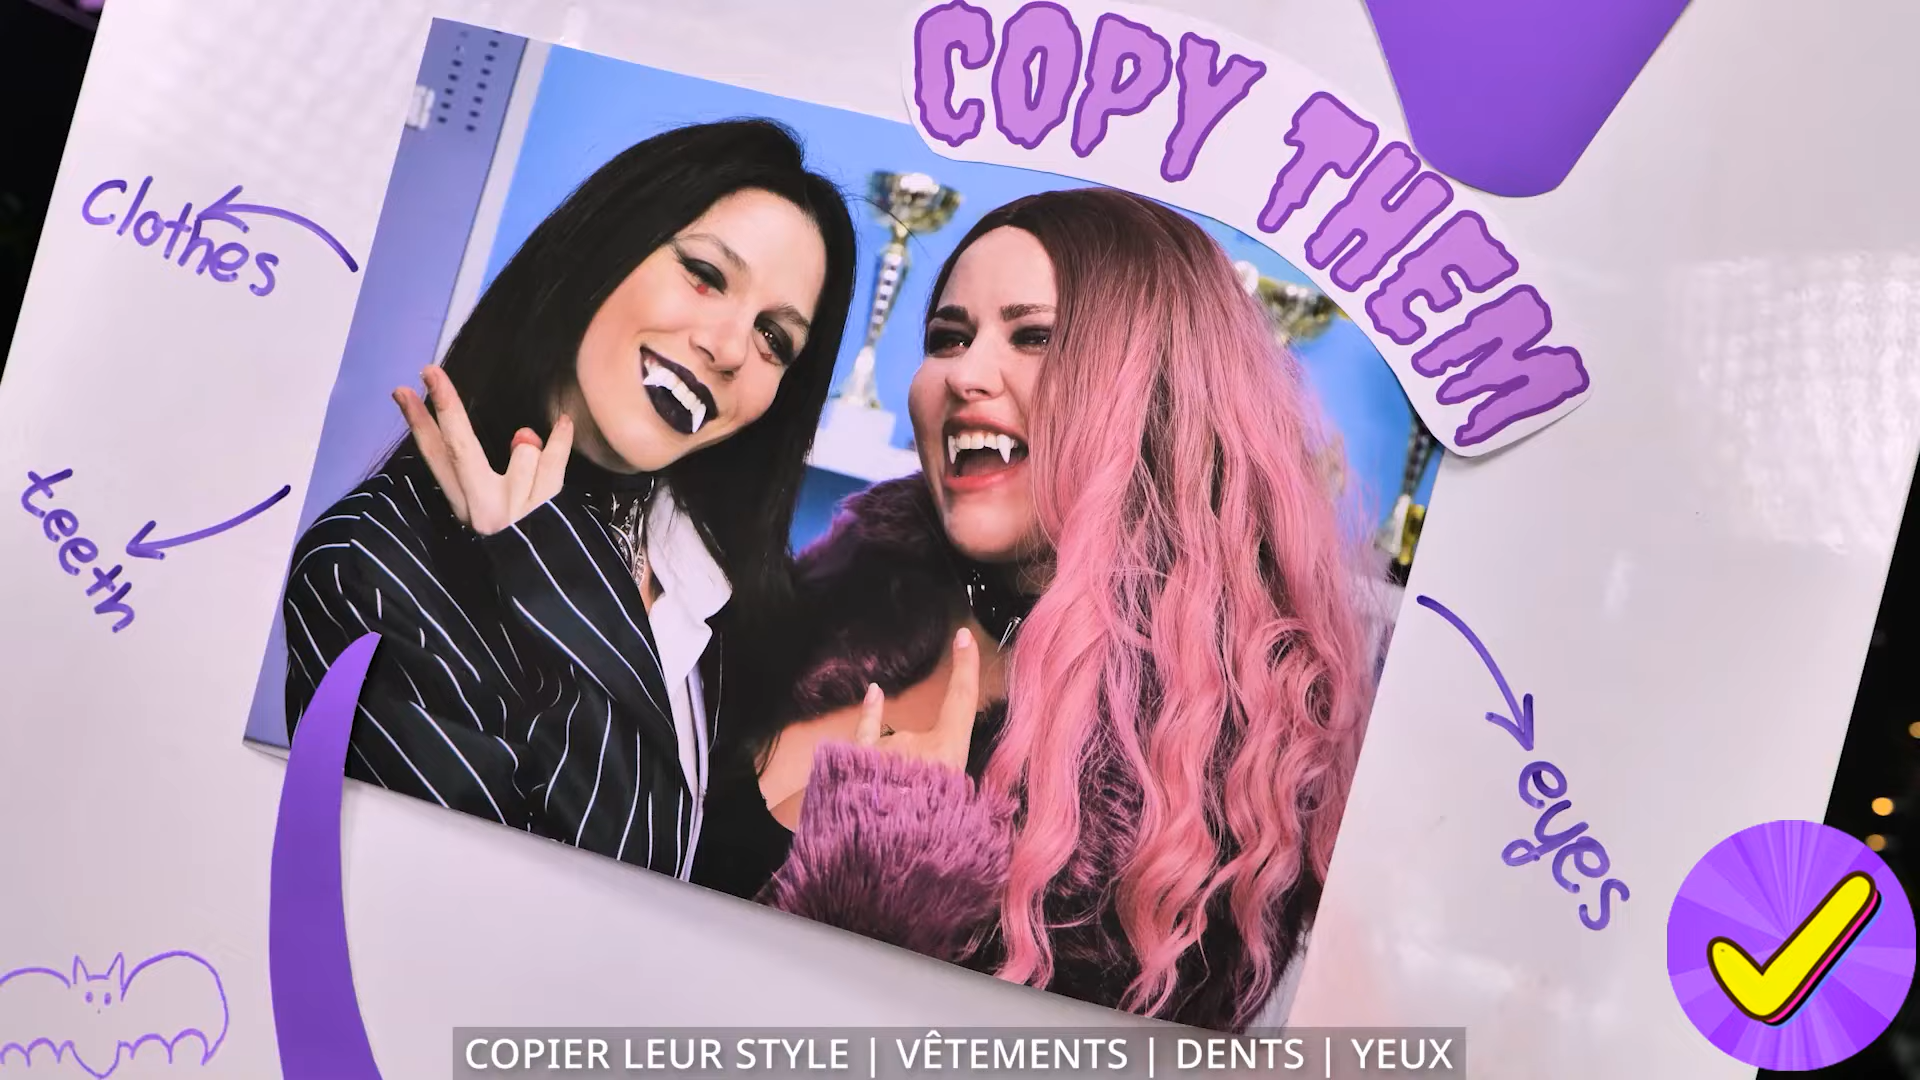 COPY THEM
Clothes
teeth
eyes
COPIER LEUR STYLE | VÊTEMENTS | DENTS | YEUX